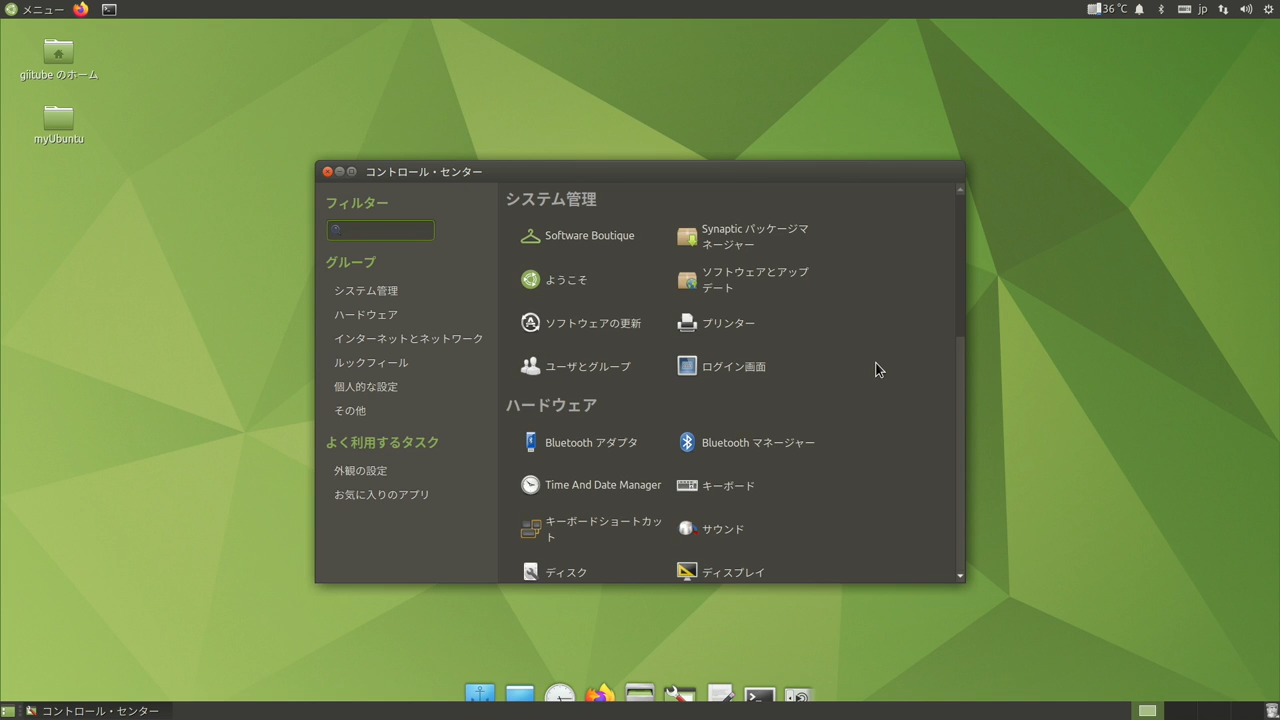 メニュー
36 ℃
jp
giitube のホーム
myUbuntu
コントロール・センター
フィルター
グループ
システム管理
ハードウェア
インターネットとネットワーク
ルックフィール
個人的な設定
その他
よく利用するタスク
外観の設定
お気に入りのアプリ
システム管理
Software Boutique
Synaptic パッケージマ
ネージャー
ようこそ
ソフトウェアとアップ
デート
ソフトウェアの更新
プリンター
ユーザとグループ
ログイン画面
ハードウェア
Bluetooth アダプタ
Bluetooth マネージャー
Time And Date Manager
キーボード
キーボードショートカッ
ト
サウンド
ディスク
ディスプレイ
コントロール・センター